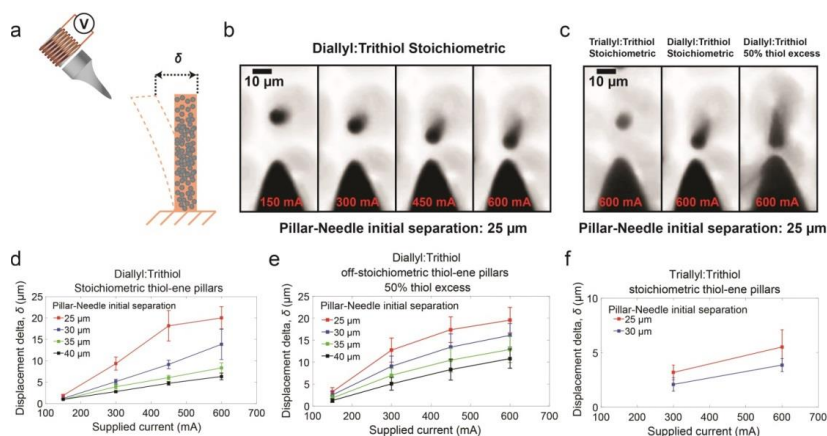 a
V
δ
b
Diallyl:Trithiol Stoichiometric
10 µm
150 mA
300 mA
450 mA
600 mA
Pillar-Needle initial separation: 25 µm
c
Triallyl:Trithiol
Stoichiometric
Diallyl:Trithiol
Stoichiometric
Diallyl:Trithiol
50% thiol excess
10 µm
600 mA
600 mA
600 mA
Pillar-Needle initial separation: 25 µm
d
Diallyl:Trithiol
Stoichiometric thiol-ene pillars
Displacement delta, δ (µm)
25
20
15
10
5
0
Pillar-Needle initial separation
25 µm
30 µm
35 µm
40 µm
100 200 300 400 500 600 700
Supplied current (mA)
e
Diallyl:Trithiol
off-stoichiometric thiol-ene pillars
50% thiol excess
Displacement delta, δ (µm)
25
20
15
10
5
0
Pillar-Needle initial separation
25 µm
30 µm
35 µm
40 µm
100 200 300 400 500 600 700
Supplied current (mA)
f
Triallyl:Trithiol
stoichiometric thiol-ene pillars
Displacement delta, δ (µm)
10
5
0
Pillar-Needle initial separation
25 µm
30 µm
100 200 300 400 500 600 700
Supplied current (mA)